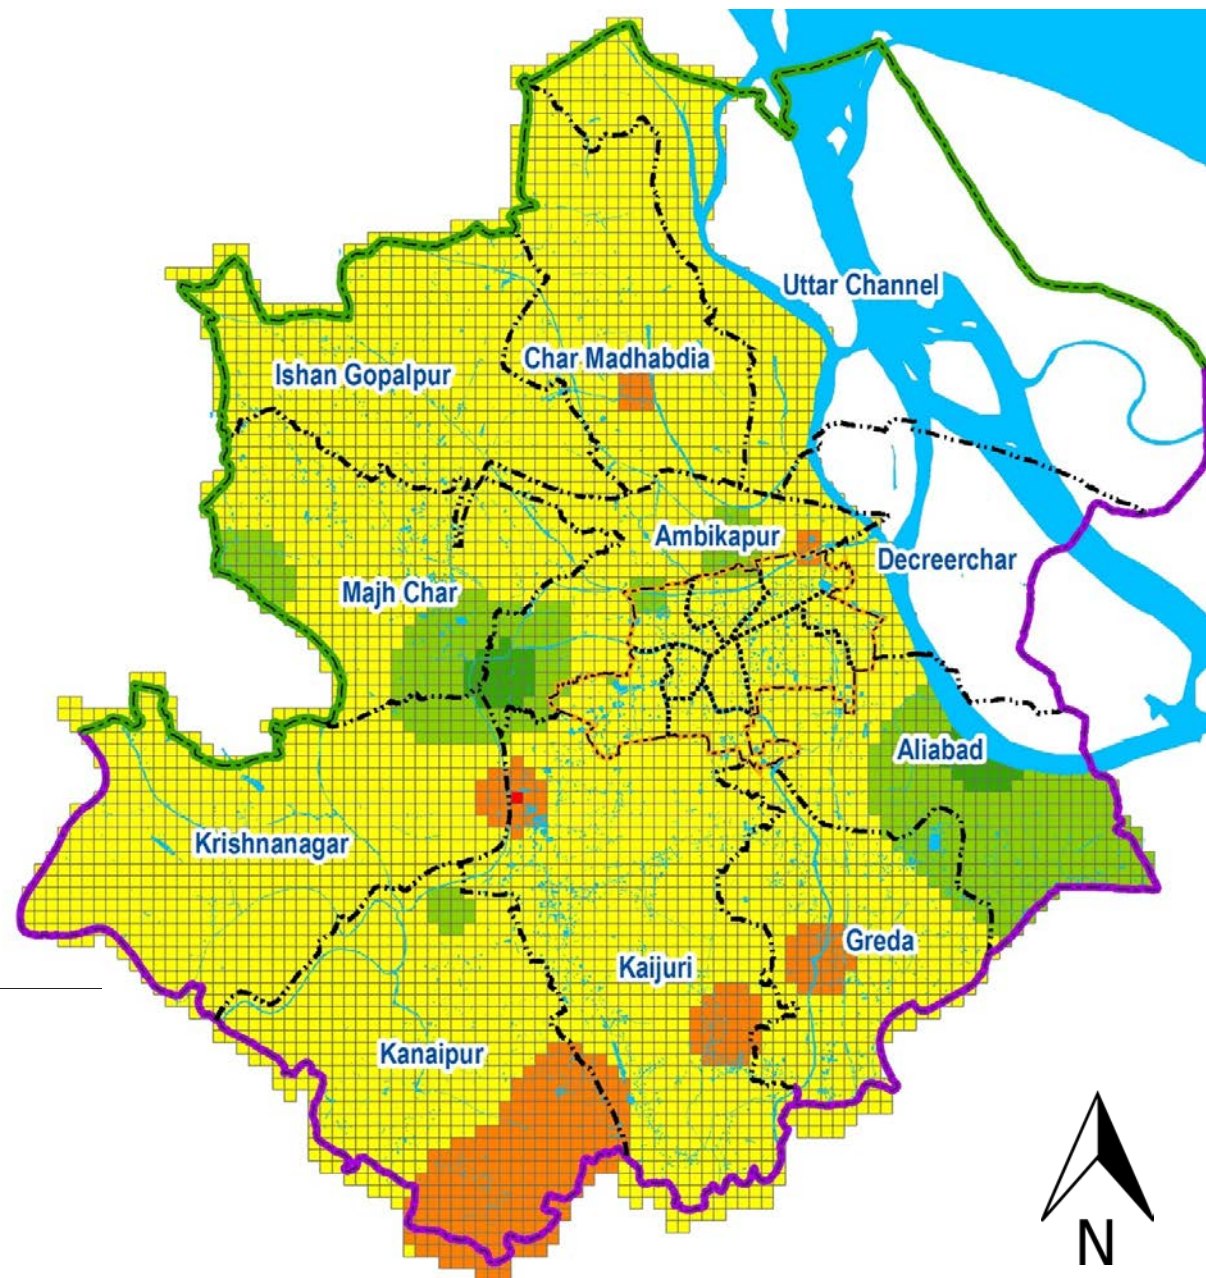 Uttar Channel
Char Madhabdia
Ishan Gopalpur
Ambikapur
Decreerchar
Majh Char
Aliabad
Krishnanagar
Greda
Kaijuri
Kanaipur
N